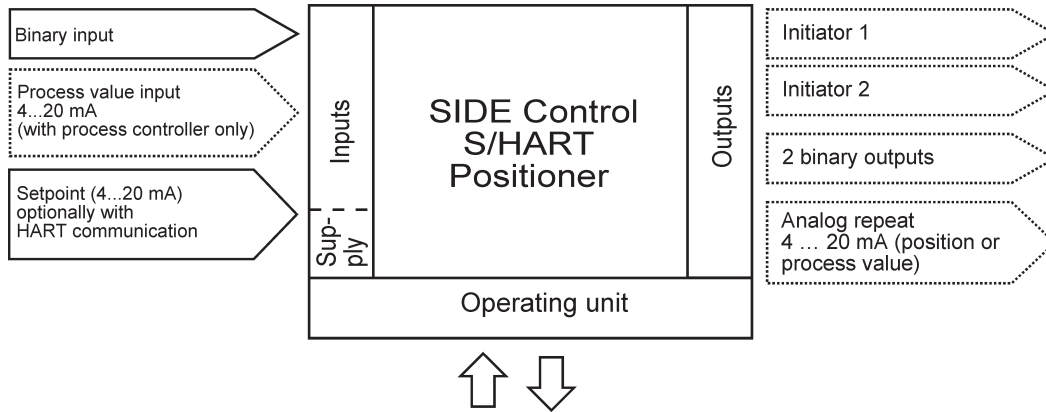 Binary input
Process value input
4...20 mA
(with process controller only)
Setpoint (4...20 mA)
optionally with
HART communication
Inputs
Sup-
ply
SIDE Control
S/HART
Positioner
Outputs
Operating unit
Initiator 1
Initiator 2
2 binary outputs
Analog repeat
4 ... 20 mA (position or
process value)